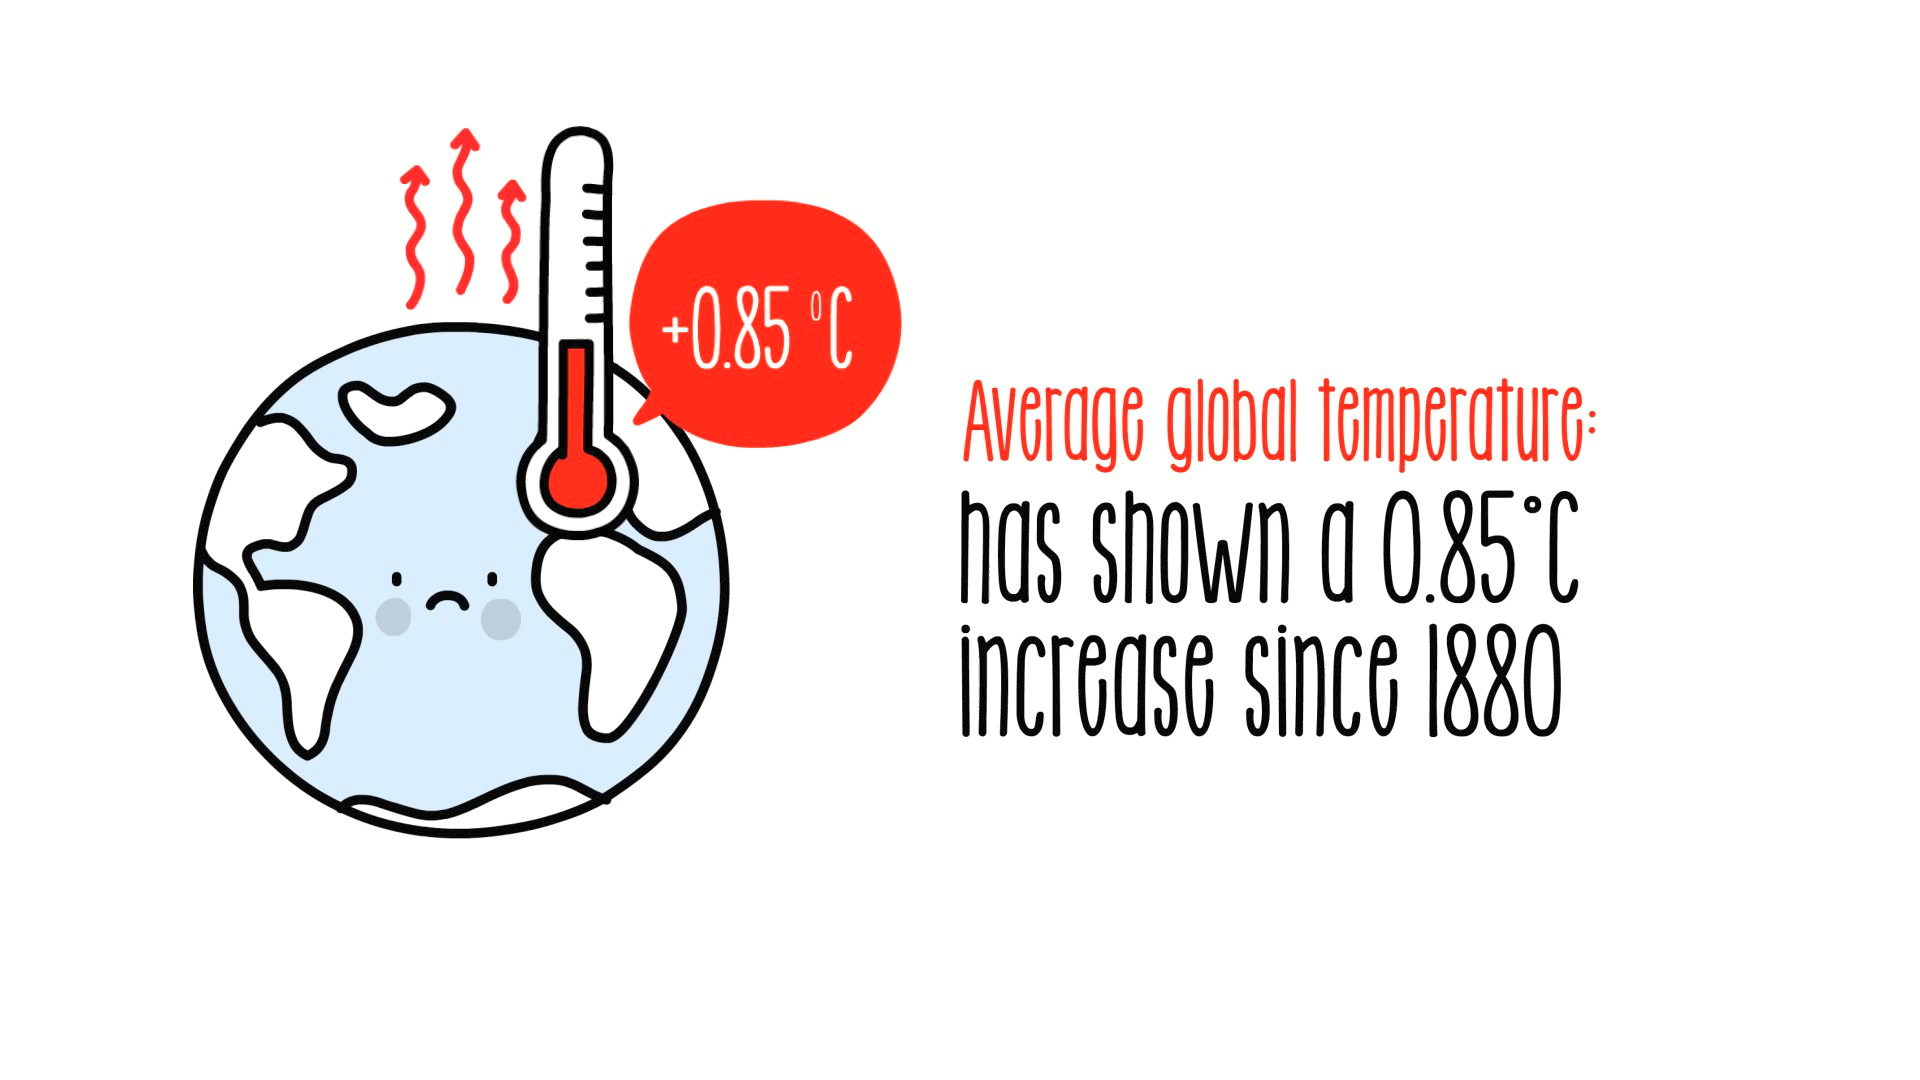 +0.85 °C
Average global temperature:
has shown a 0.85°C
increase since 1880